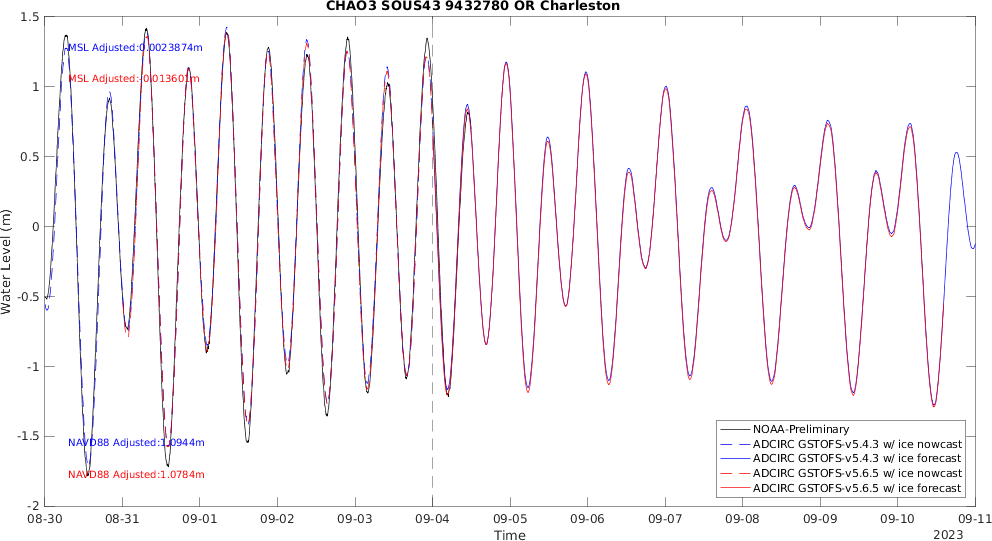 CHAO3 SOUS43 9432780 OR Charleston
1.5
1
0.5
0
-0.5
-1
-1.5
-2
Water Level (m)
MSL Adjusted:0.0023874m
MSL Adjusted:-0.013601m
NAVD88 Adjusted:1.0944m
NAVD88 Adjusted:1.0784m
NOAA-Preliminary
ADCIRC GSTOFS-v5.4.3 w/ ice nowcast
ADCIRC GSTOFS-v5.4.3 w/ ice forecast
ADCIRC GSTOFS-v5.6.5 w/ ice nowcast
ADCIRC GSTOFS-v5.6.5 w/ ice forecast
08-30 08-31 09-01 09-02 09-03 09-04 09-05 09-06 09-07 09-08 09-09 09-10 09-11
Time
2023